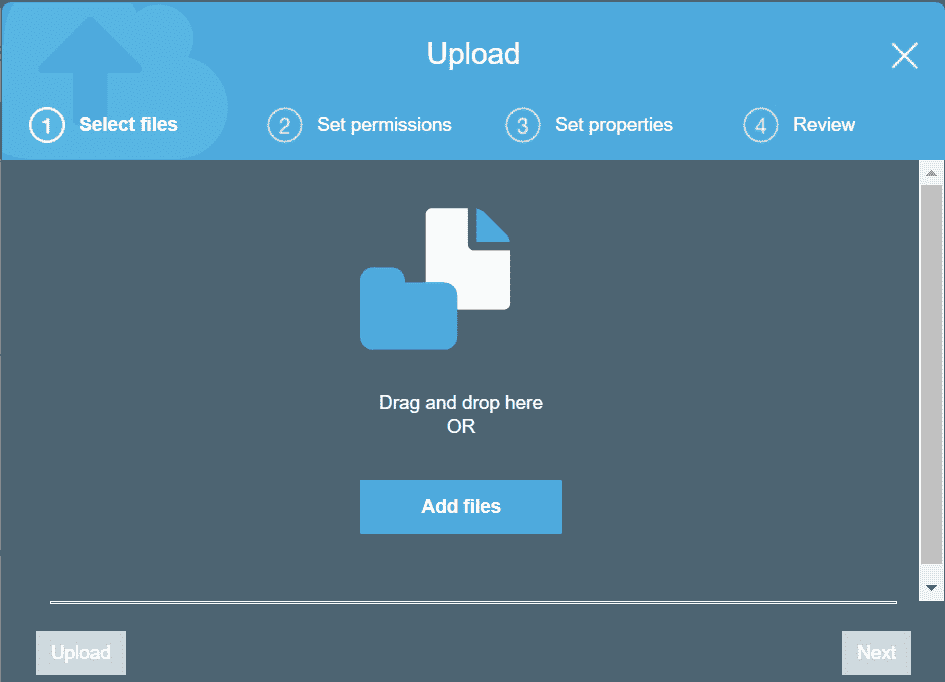 Upload
1 Select files 2 Set permissions 3 Set properties 4 Review
Drag and drop here
OR
Add files
Upload Next